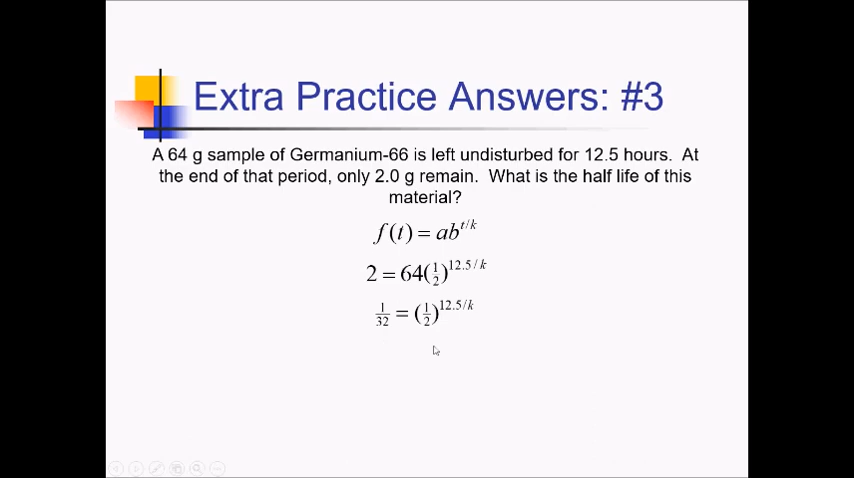 Extra Practice Answers: #3
A 64 g sample of Germanium-66 is left undisturbed for 12.5 hours. At
the end of that period, only 2.0 g remain. What is the half life of this
material?
f(t) = ab^{t/k}
2 = 64(1/2)^{12.5/k}
1/32 = (1/2)^{12.5/k}